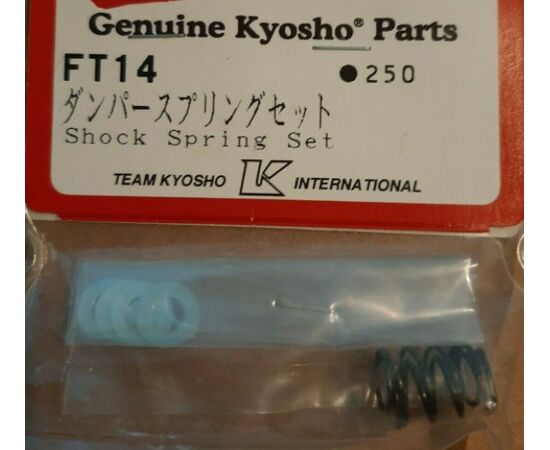 Genuine Kyosho® Parts
FT14 ●250
ダンパースプリングセット
Shock Spring Set
TEAM KYOSHO K INTERNATIONAL